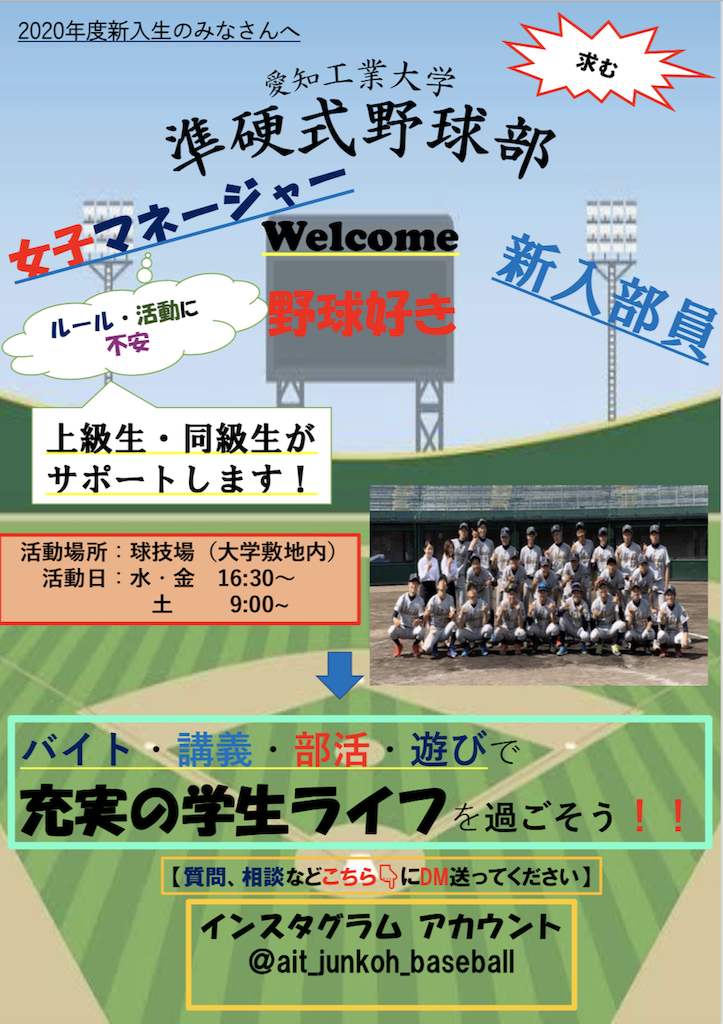 2020年度新入生のみなさんへ
求む
愛知工業大学
準硬式野球部
女子マネージャー
Welcome
野球好き
新入部員
ルール・活動に
不安
上級生・同級生が
サポートします！
活動場所：球技場（大学敷地内）
活動日：水・金　16:30～
土　9:00~
バイト・講義・部活・遊びで
充実の学生ライフを過ごそう！！
【質問、相談などこちら👇にDM送ってください】
インスタグラム アカウント
@ait_junkoh_baseball